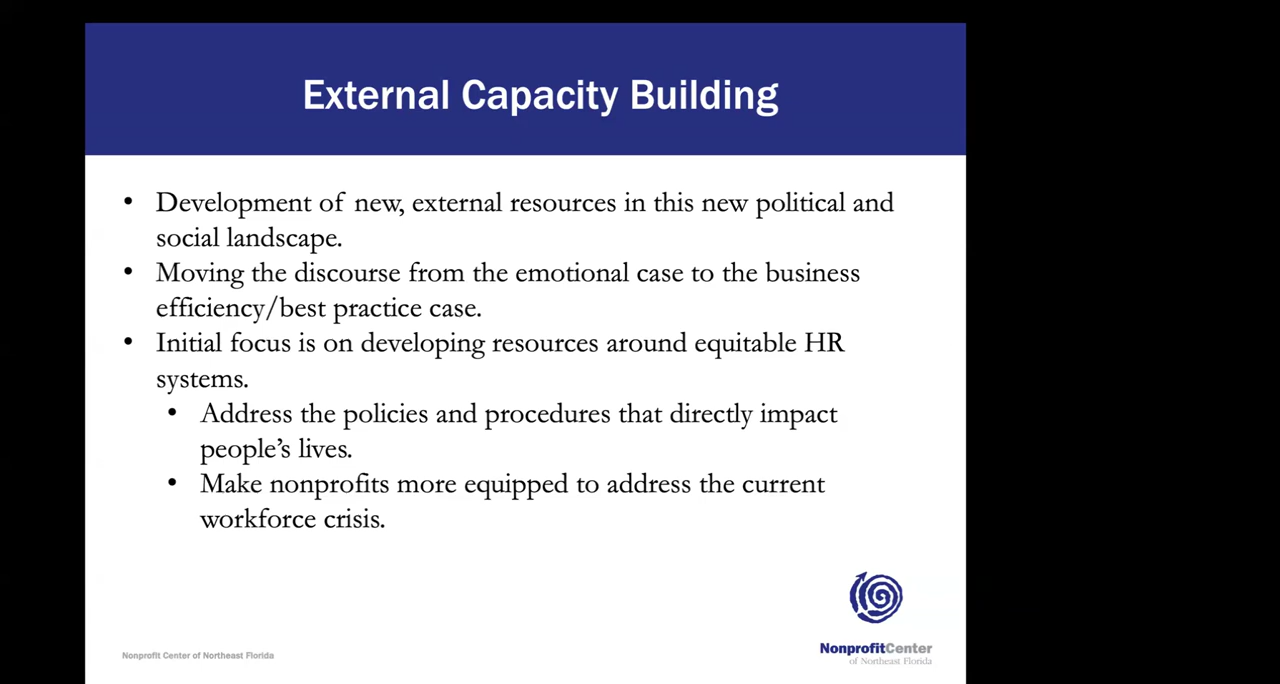 External Capacity Building
• Development of new, external resources in this new political and
social landscape.
• Moving the discourse from the emotional case to the business
efficiency/best practice case.
• Initial focus is on developing resources around equitable HR
systems.
• Address the policies and procedures that directly impact
people’s lives.
• Make nonprofits more equipped to address the current
workforce crisis.
Nonprofit Center of Northeast Florida
NonprofitCenter
of Northeast Florida